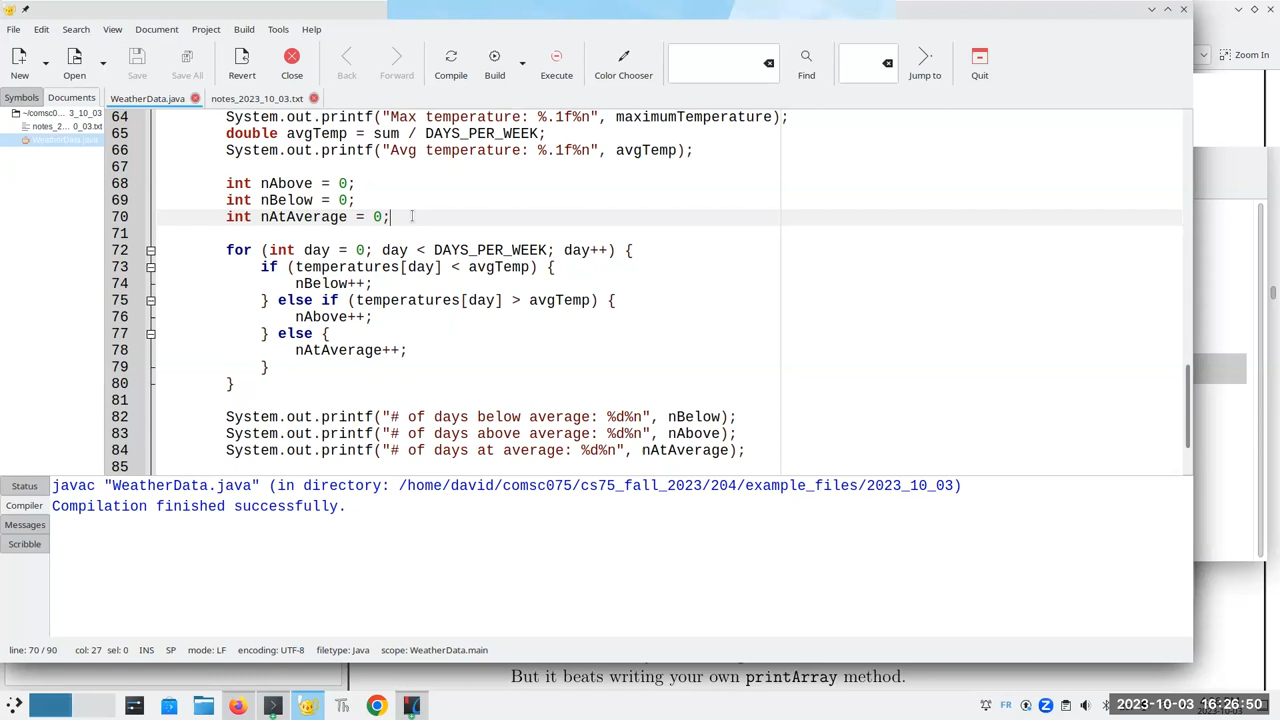 File Edit Search View Document Project Build Tools Help
New Open Save Save All Revert Close Back Forward Compile Build Execute Color Chooser Find Jump to Quit
Zoom In
Symbols Documents WeatherData.java notes_2023_10_03.txt
~/comsc0... 3_10_03
notes_2... 0_03.txt
WeatherData.java
64 System.out.printf("Max temperature: %.1f%n", maximumTemperature);
65 double avgTemp = sum / DAYS_PER_WEEK;
66 System.out.printf("Avg temperature: %.1f%n", avgTemp);
67
68 int nAbove = 0;
69 int nBelow = 0;
70 int nAtAverage = 0;
71
72 for (int day = 0; day < DAYS_PER_WEEK; day++) {
73 if (temperatures[day] < avgTemp) {
74 nBelow++;
75 } else if (temperatures[day] > avgTemp) {
76 nAbove++;
77 } else {
78 nAtAverage++;
79 }
80 }
81
82 System.out.printf("# of days below average: %d%n", nBelow);
83 System.out.printf("# of days above average: %d%n", nAbove);
84 System.out.printf("# of days at average: %d%n", nAtAverage);
85
Status
Compiler
Messages
Scribble
javac "WeatherData.java" (in directory: /home/david/comsc075/cs75_fall_2023/204/example_files/2023_10_03)
Compilation finished successfully.
line: 70 / 90 col: 27 sel: 0 INS SP mode: LF encoding: UTF-8 filetype: Java scope: WeatherData.main
But it beats writing your own printArray method.
FR
2023-10-03 16:26:50